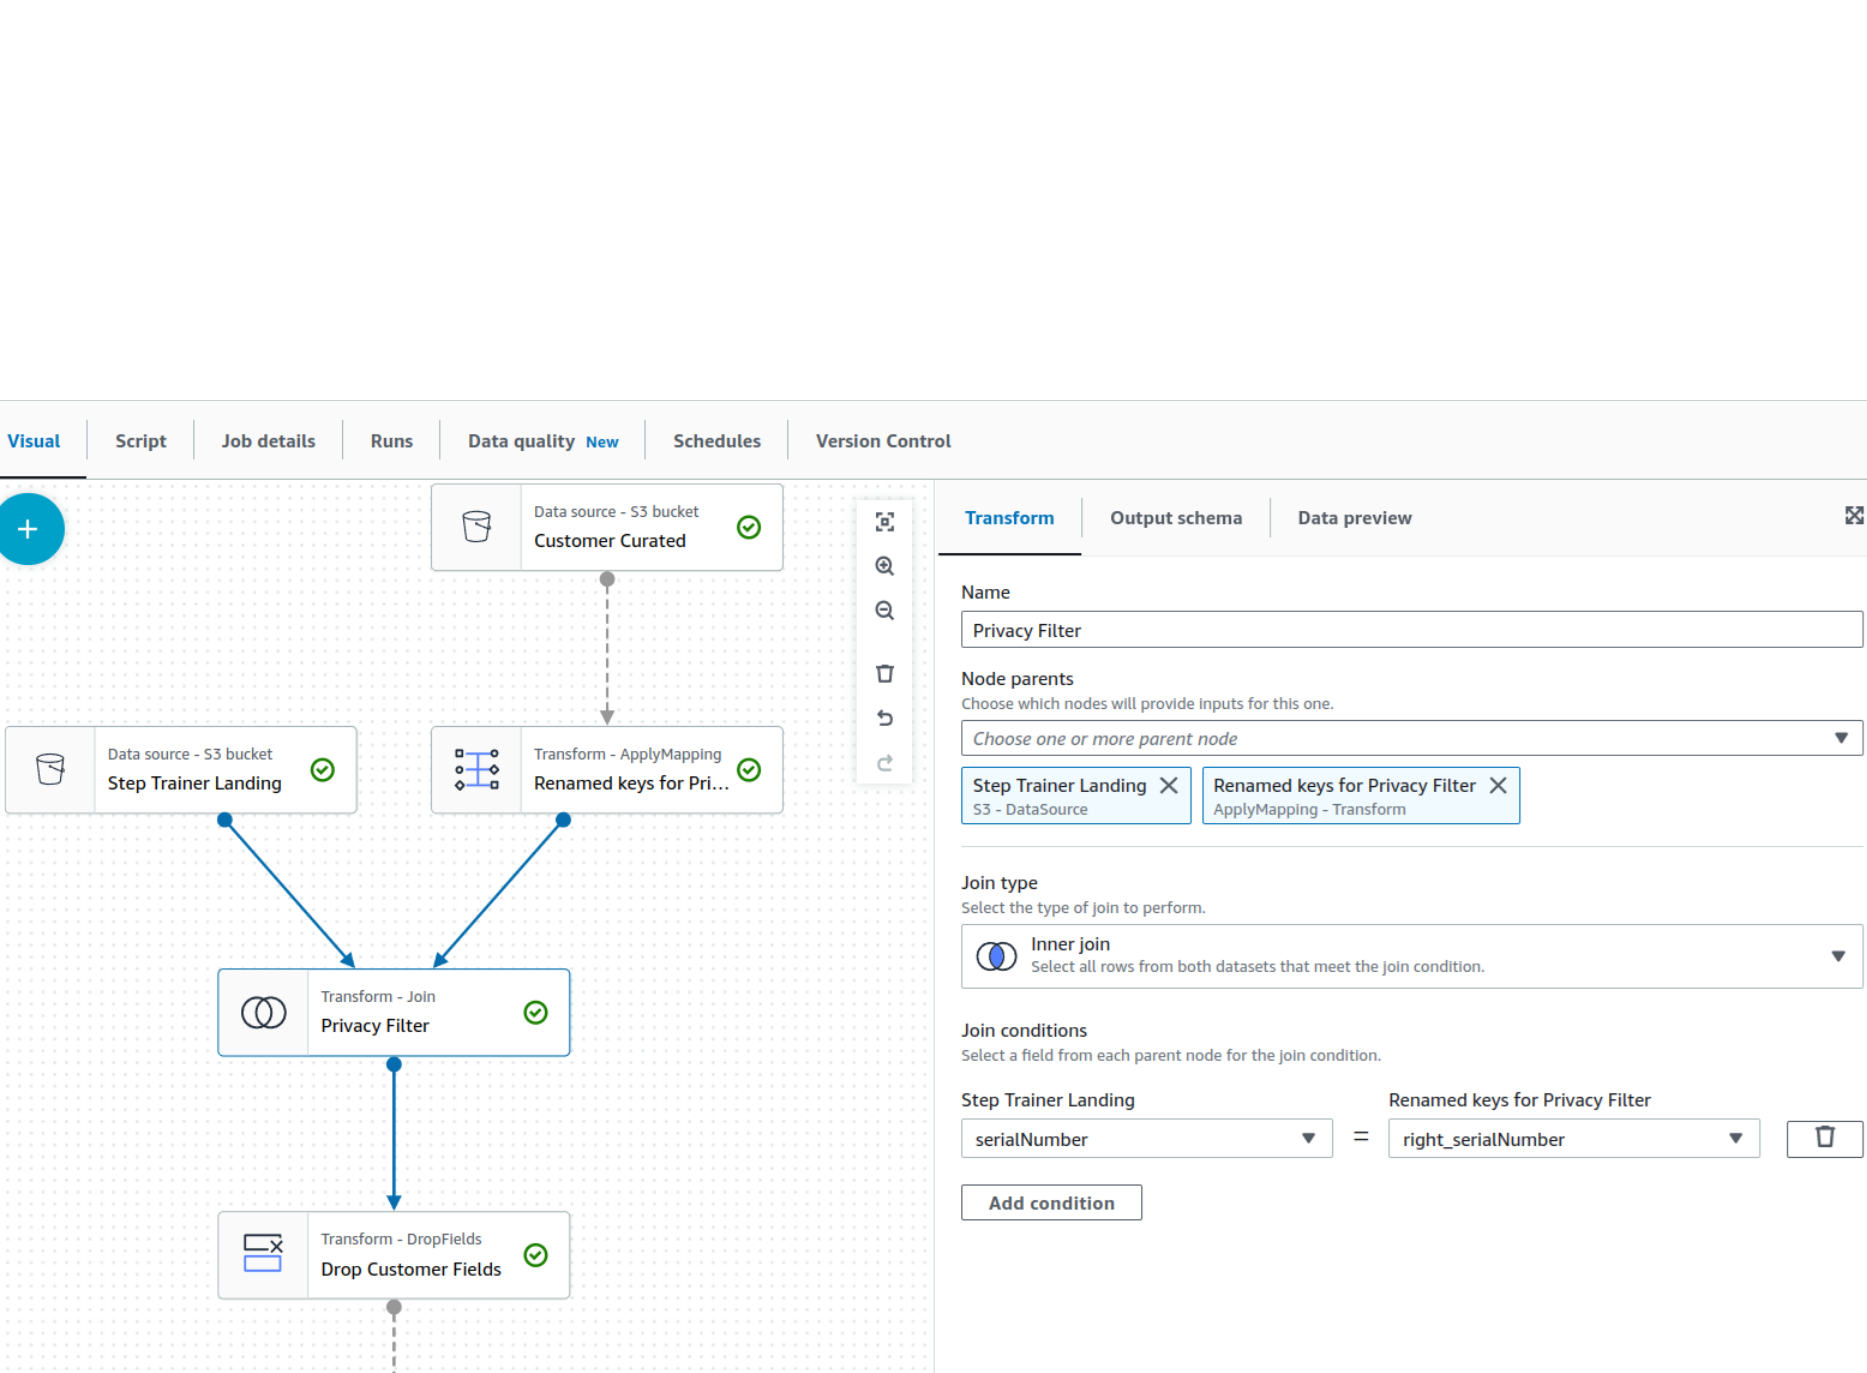 Visual
Script
Job details
Runs
Data quality New
Schedules
Version Control
Data source - S3 bucket
Customer Curated
Data source - S3 bucket
Step Trainer Landing
Transform - ApplyMapping
Renamed keys for Pri...
Transform - Join
Privacy Filter
Transform - DropFields
Drop Customer Fields
Transform
Output schema
Data preview
Name
Privacy Filter
Node parents
Choose which nodes will provide inputs for this one.
Choose one or more parent node
Step Trainer Landing
S3 - DataSource
Renamed keys for Privacy Filter
ApplyMapping - Transform
Join type
Select the type of join to perform.
Inner join
Select all rows from both datasets that meet the join condition.
Join conditions
Select a field from each parent node for the join condition.
Step Trainer Landing
Renamed keys for Privacy Filter
serialNumber
=
right_serialNumber
Add condition